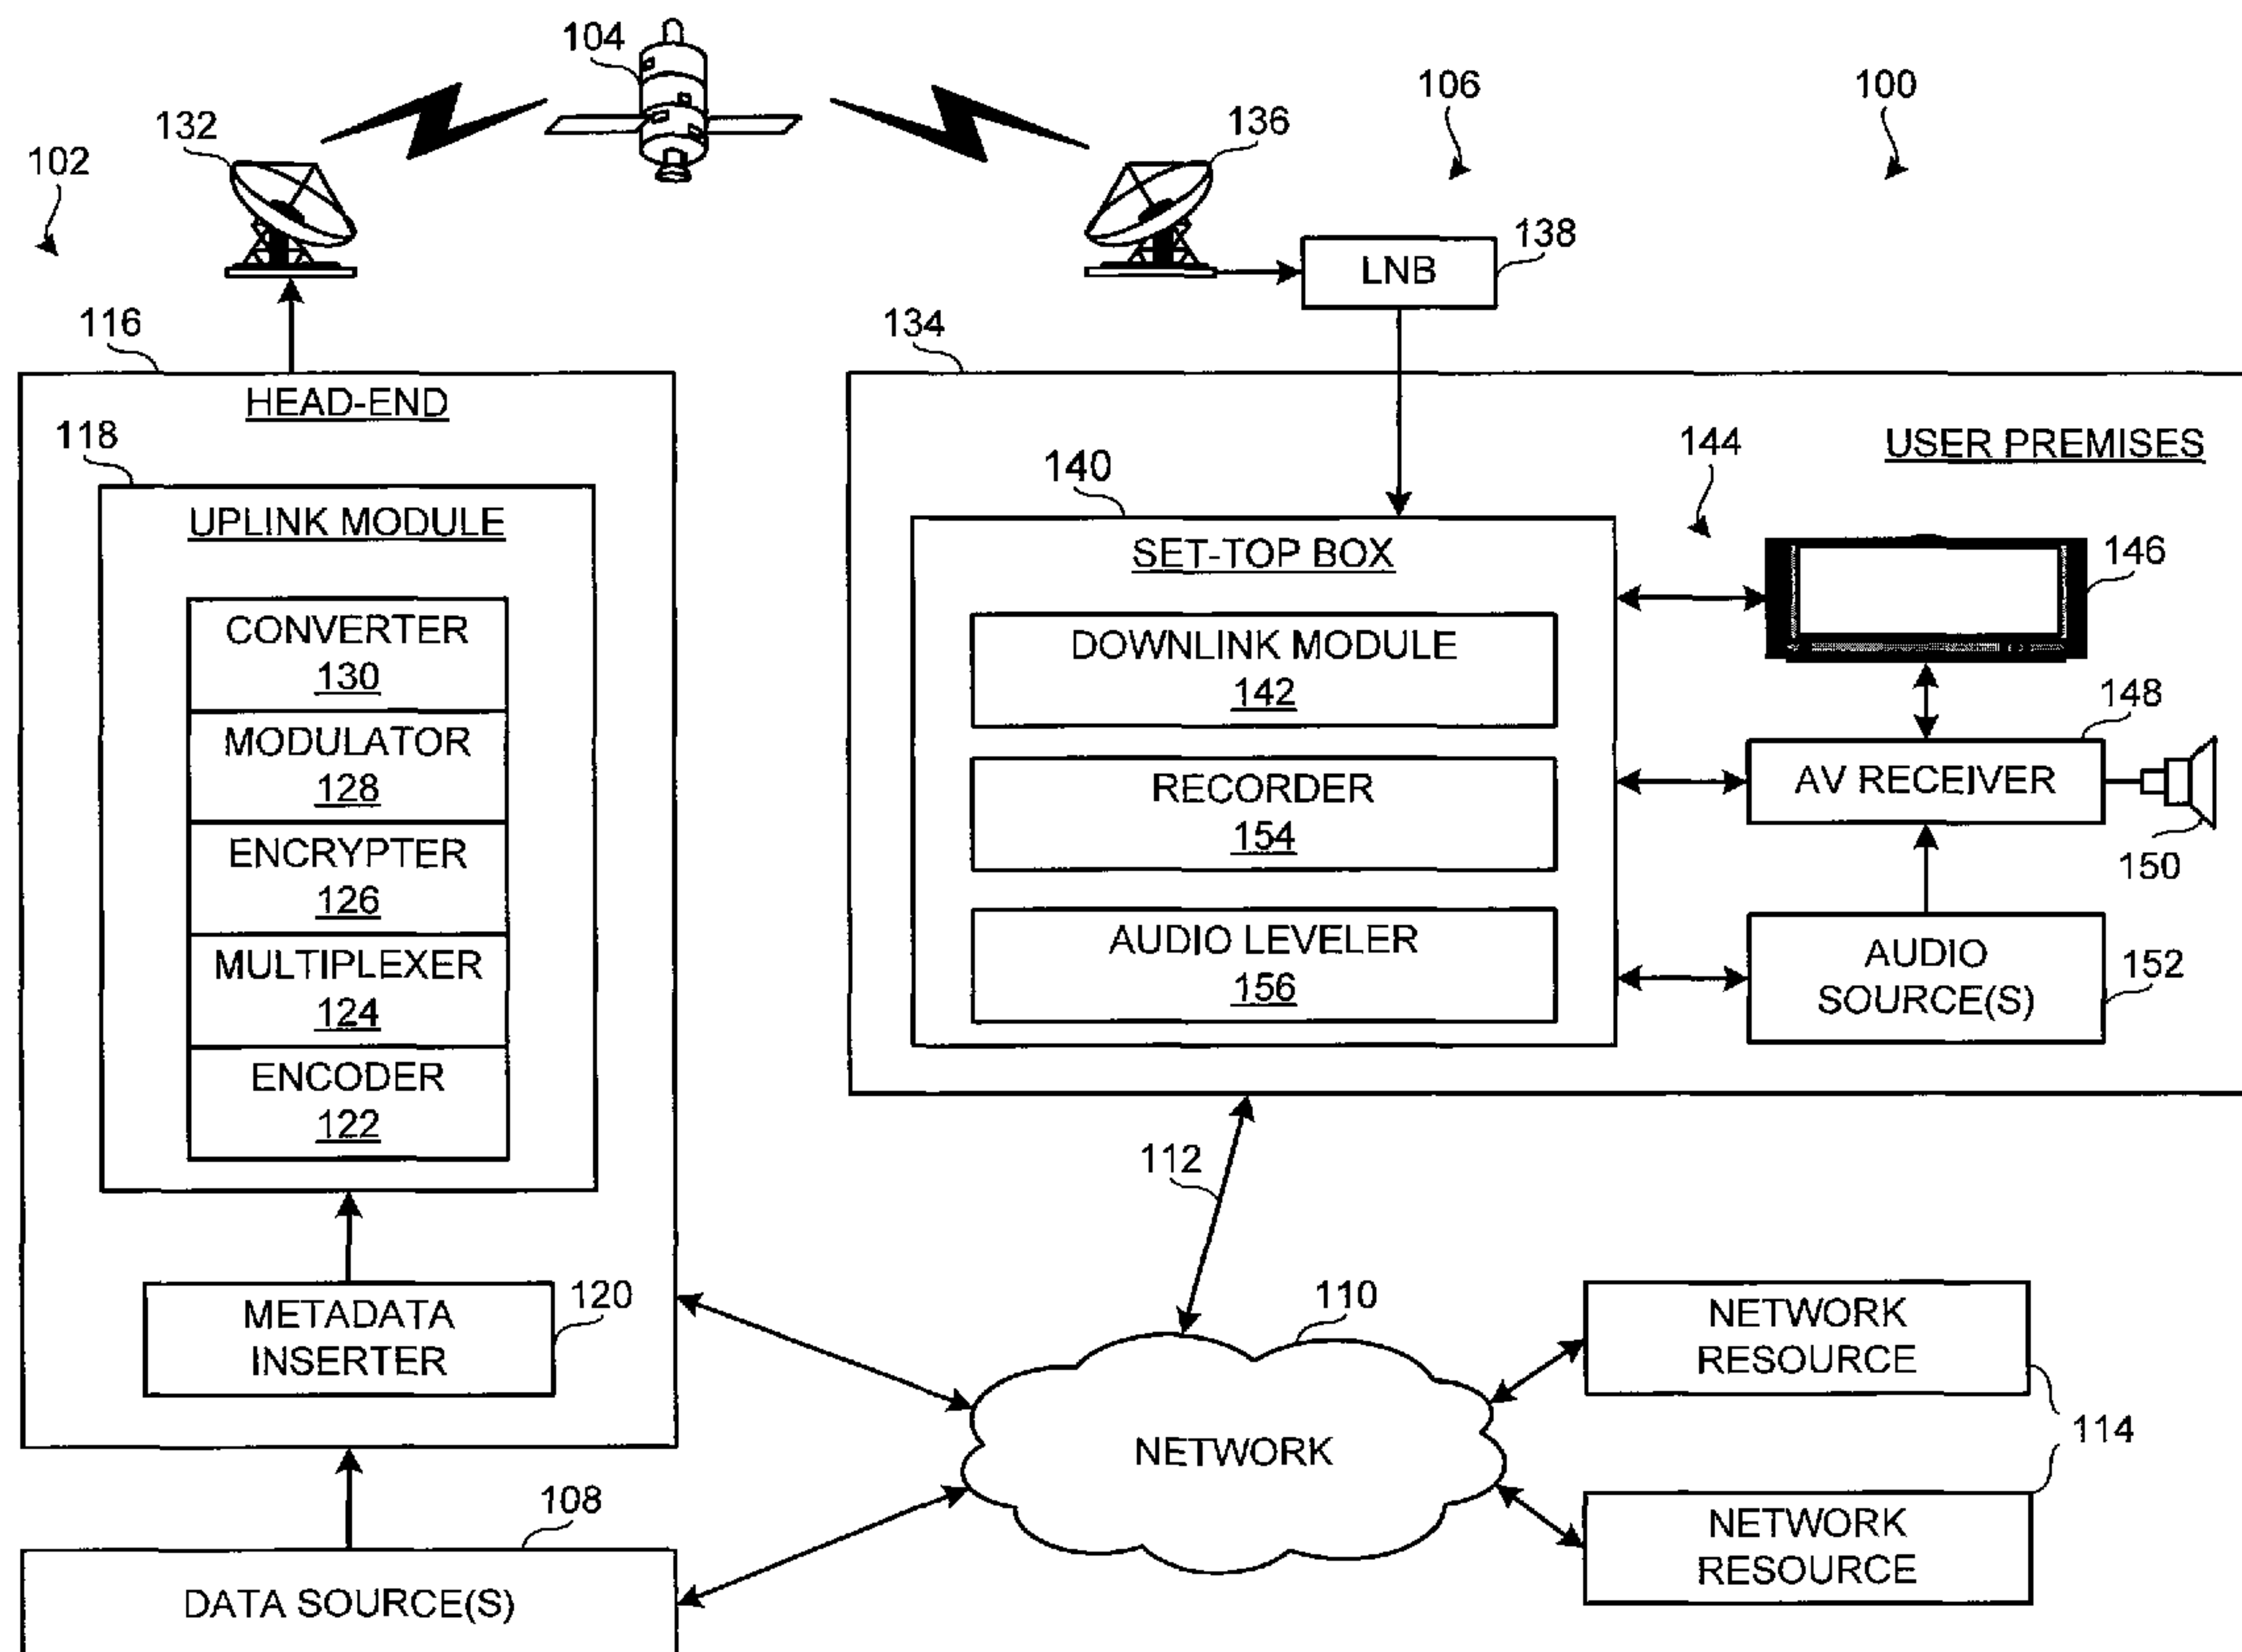 104
106
100
132
136
102
138
LNB
116
134
HEAD-END
118
UPLINK MODULE
CONVERTER
130
MODULATOR
128
ENCRYPTER
126
MULTIPLEXER
124
ENCODER
122
METADATA
INSERTER
120
108
DATA SOURCE(S)
USER PREMISES
140
144
SET-TOP BOX
146
DOWNLINK MODULE
142
148
RECORDER
154
AV RECEIVER
150
AUDIO LEVELER
156
AUDIO
SOURCE(S)
152
112
110
NETWORK
NETWORK
RESOURCE
114
NETWORK
RESOURCE